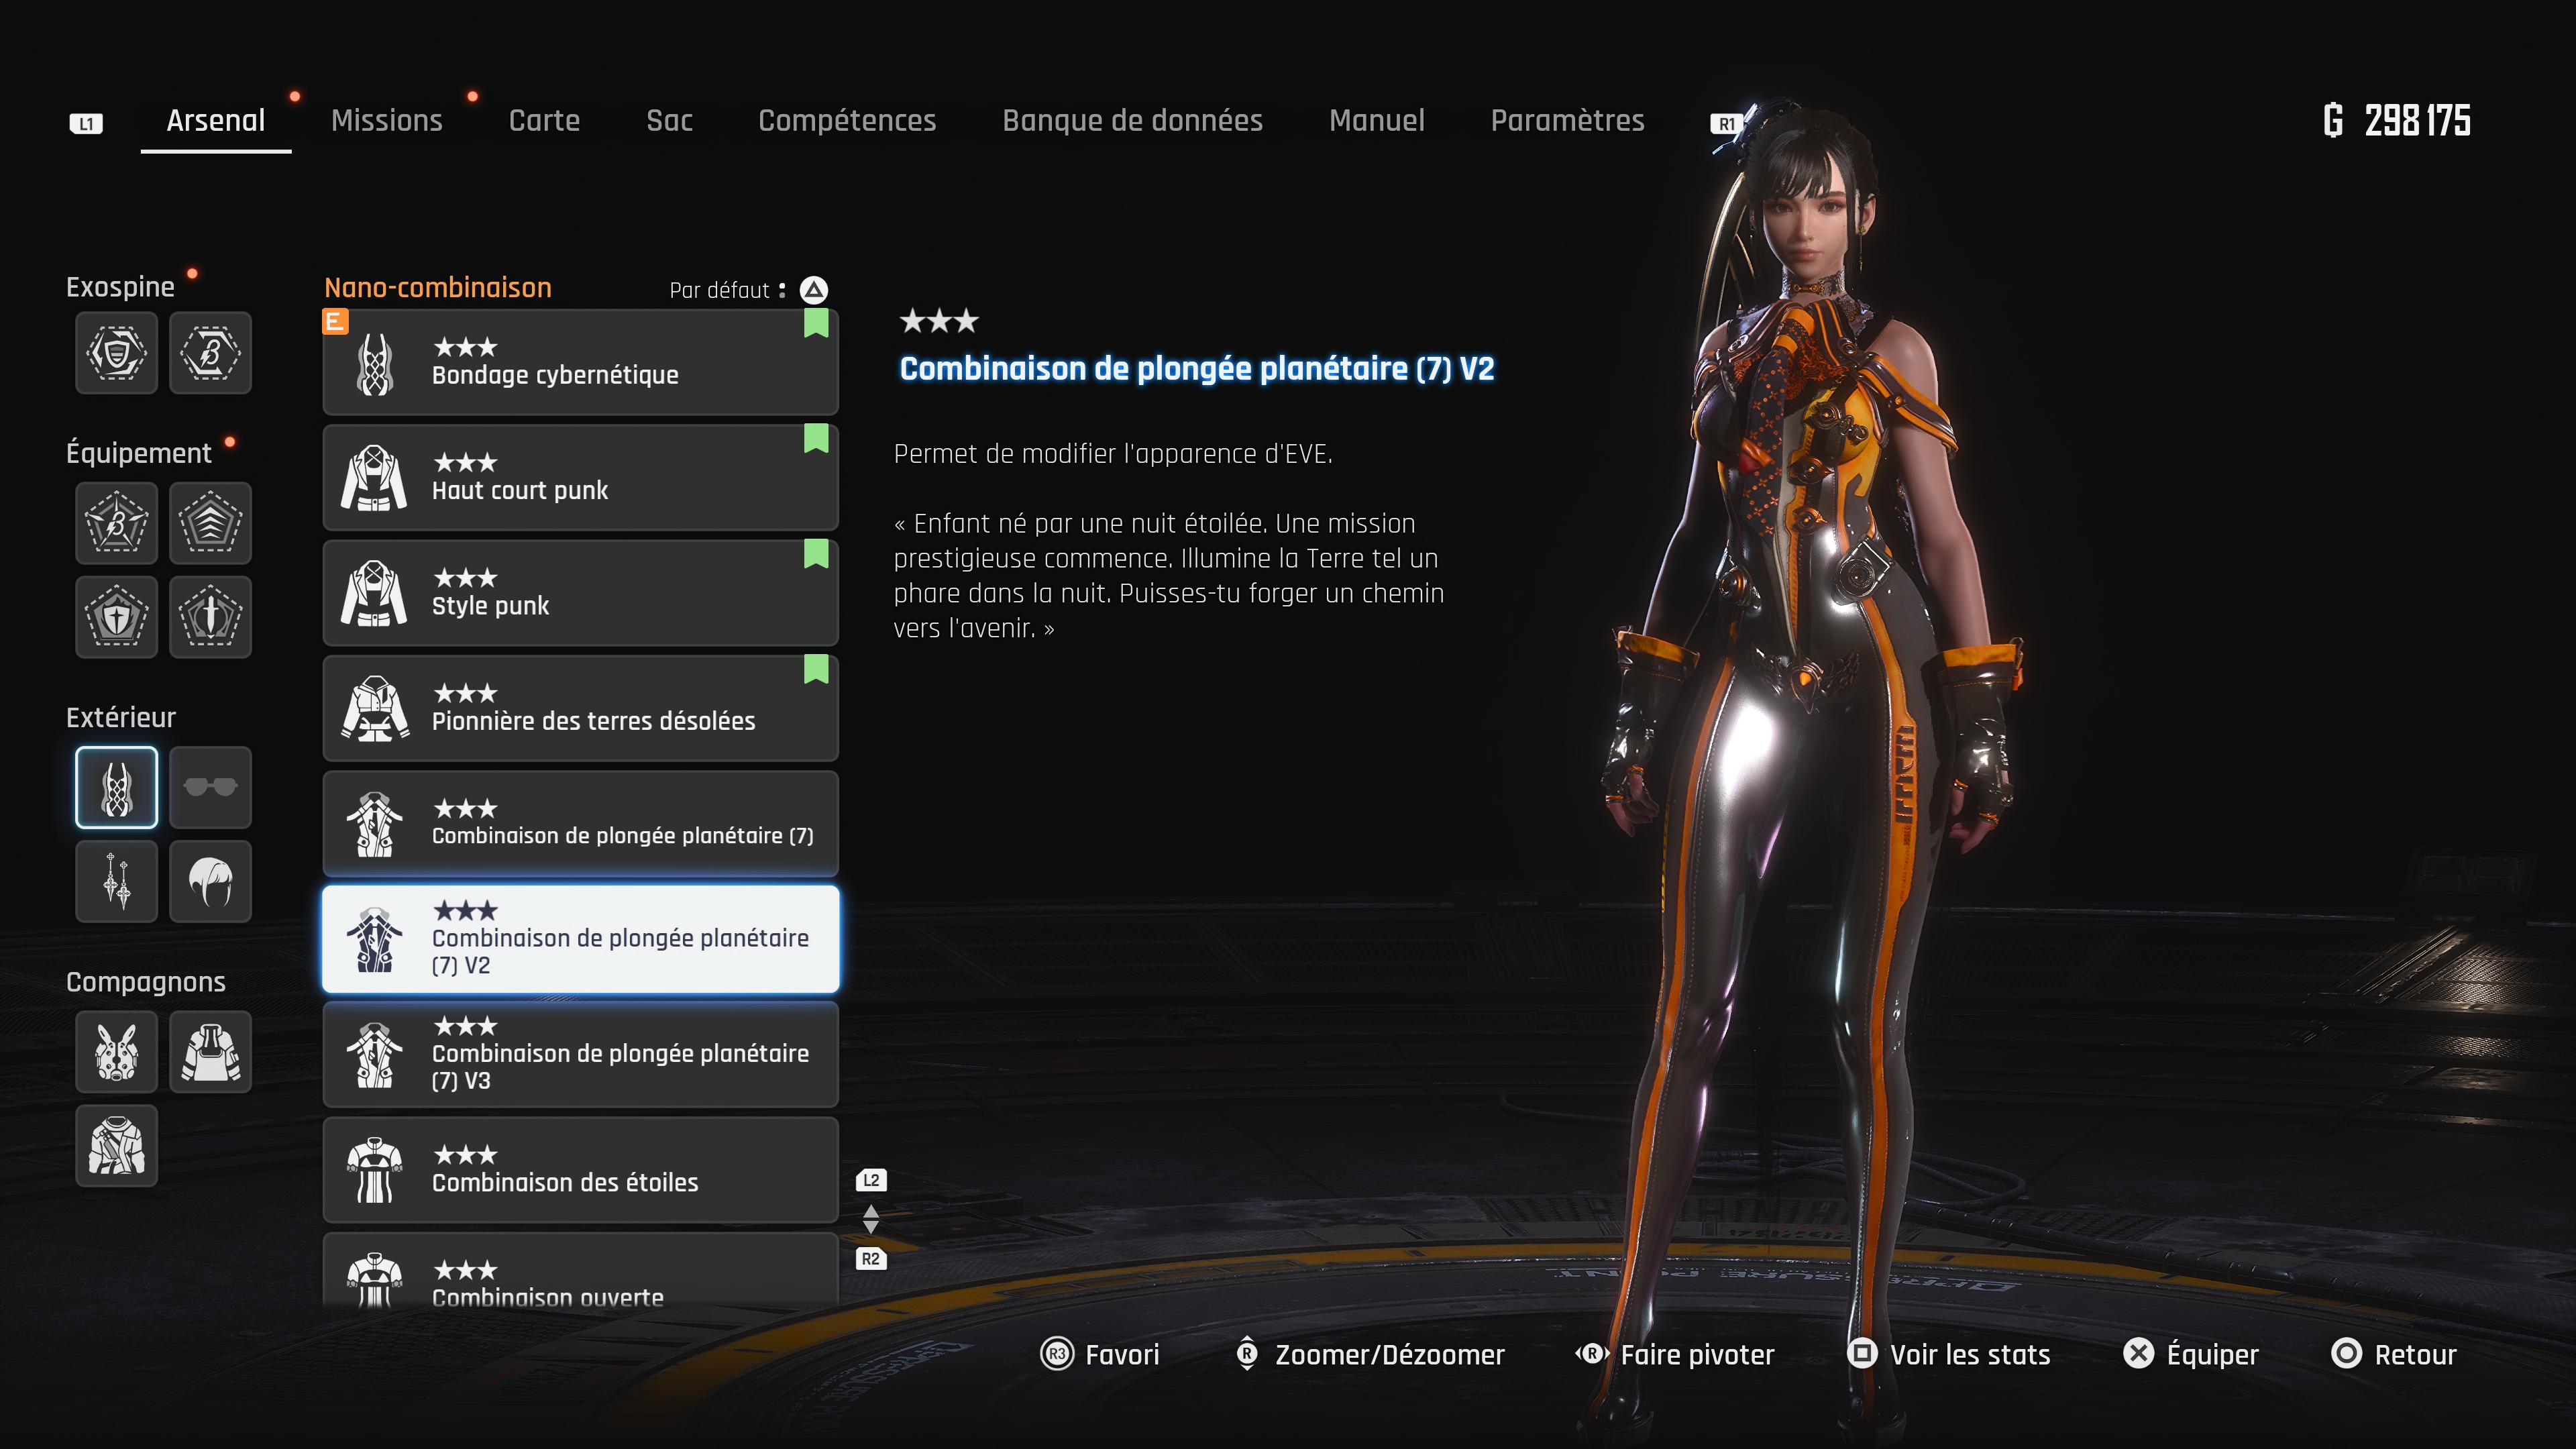 L1 Arsenal Missions Carte Sac Compétences Banque de données Manuel Paramètres R1
298 175
Exospine
Équipement
Extérieur
Compagnons
Nano-combinaison
Par défaut :
E
Bondage cybernétique
Haut court punk
Style punk
Pionnière des terres désolées
Combinaison de plongée planétaire (7)
Combinaison de plongée planétaire
(7) V2
Combinaison de plongée planétaire
(7) V3
Combinaison des étoiles
Combinaison ouverte
L2
R2
Combinaison de plongée planétaire (7) V2
Permet de modifier l'apparence d'EVE.
« Enfant né par une nuit étoilée. Une mission
prestigieuse commence. Illumine la Terre tel un
phare dans la nuit. Puisses-tu forger un chemin
vers l'avenir. »
R3 Favori R Zoomer/Dézoomer R Faire pivoter Voir les stats Équiper Retour